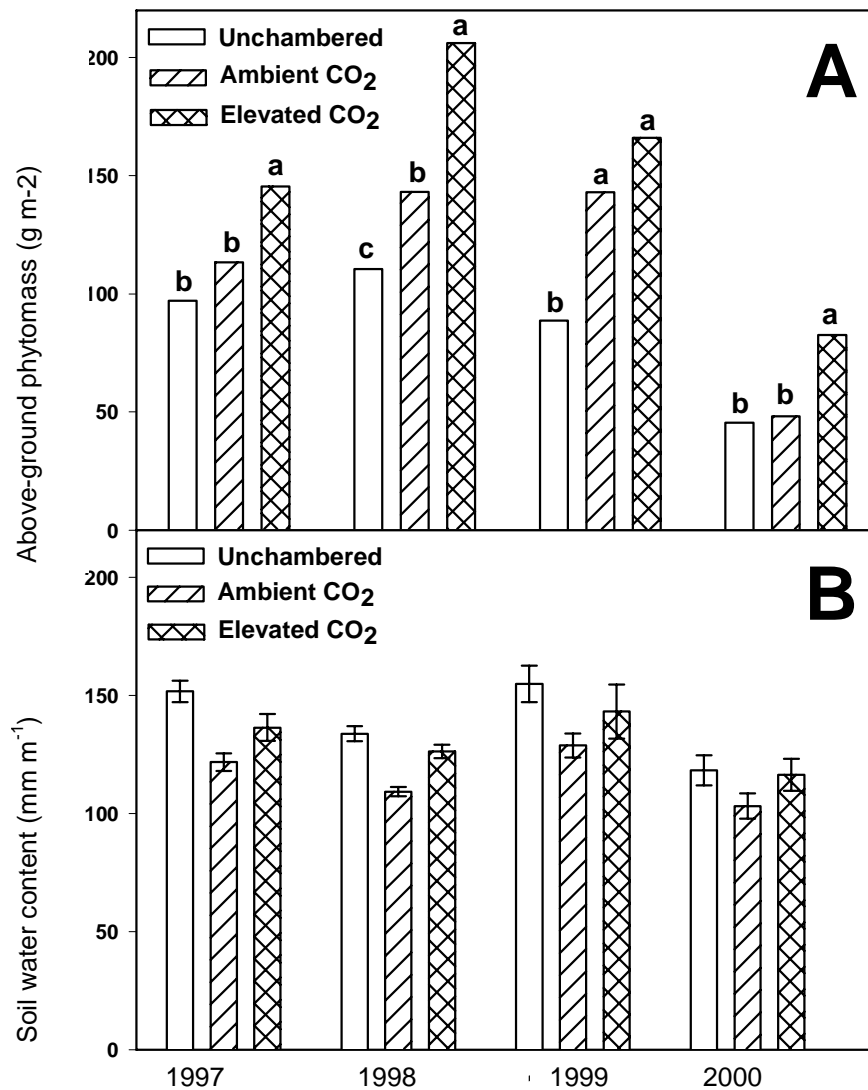 A
Unchambered
Ambient CO2
Elevated CO2
Above-ground phytomass (g m-2)
200
150
100
50
0
b
b
a
c
b
a
b
a
a
b
b
a
B
Unchambered
Ambient CO2
Elevated CO2
Soil water content (mm m-1)
200
150
100
50
0
1997
1998
1999
2000